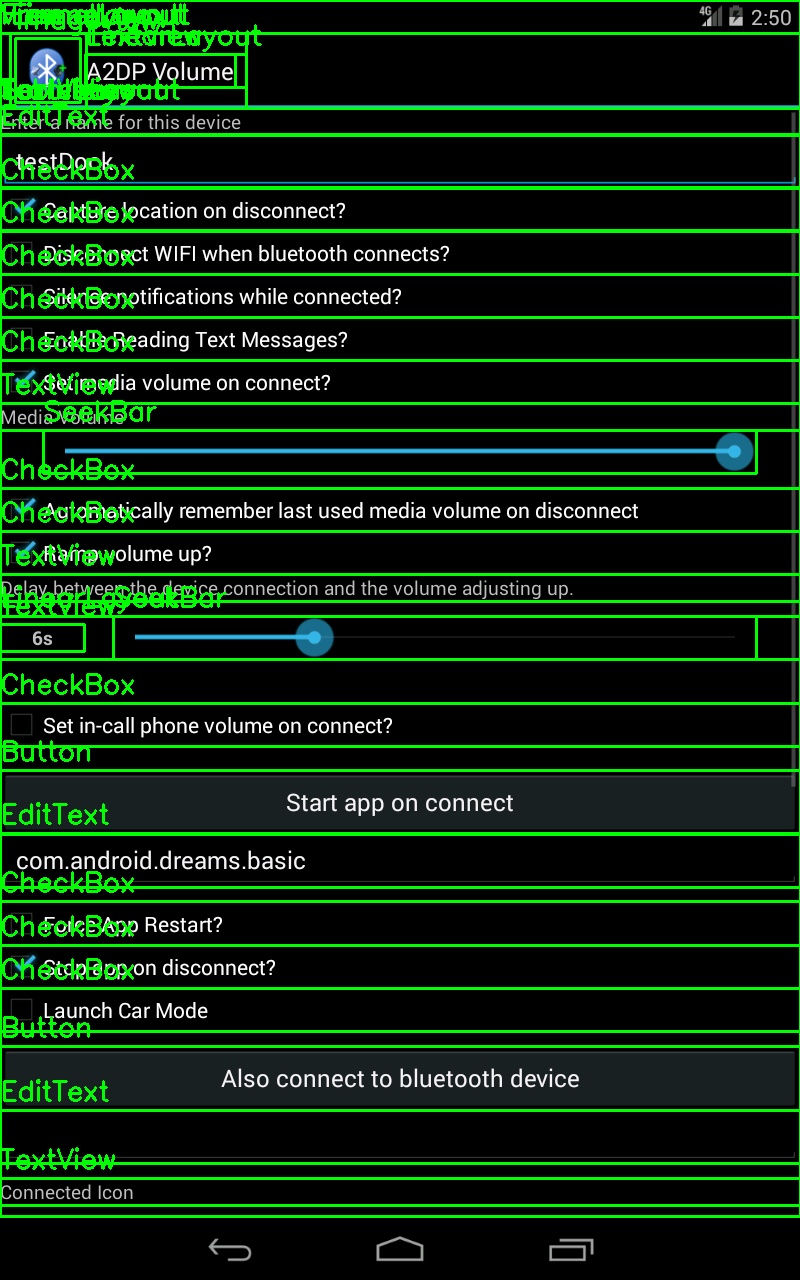 4G 2:50
TextView
A2DP Volume
EditText
Enter a name for this device
testDock
CheckBox
Capture location on disconnect?
CheckBox
Disconnect WIFI when bluetooth connects?
CheckBox
Silence notifications while connected?
CheckBox
Enable Reading Text Messages?
CheckBox
Set media volume on connect?
TextView
Media Volume
SeekBar
CheckBox
Automatically remember last used media volume on disconnect
CheckBox
Ramp volume up?
TextView
Delay between the device connection and the volume adjusting up.
SeekBar
TextView
6s
CheckBox
Set in-call phone volume on connect?
Button
Start app on connect
EditText
com.android.dreams.basic
CheckBox
Force App Restart?
CheckBox
Stop app on disconnect?
CheckBox
Launch Car Mode
Button
Also connect to bluetooth device
EditText
TextView
Connected Icon